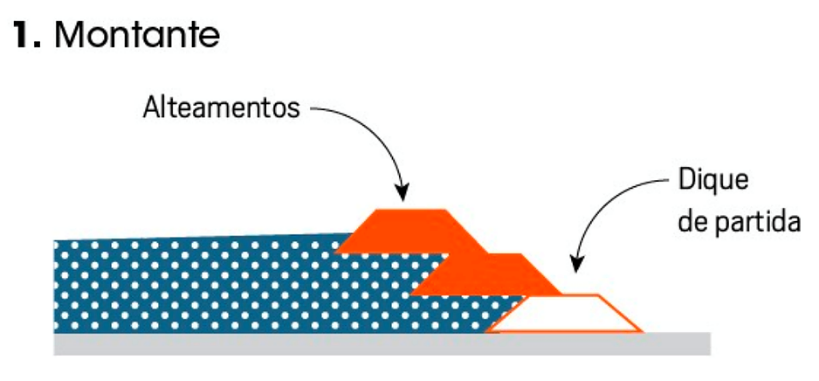 1. Montante
Alteamentos
Dique
de partida